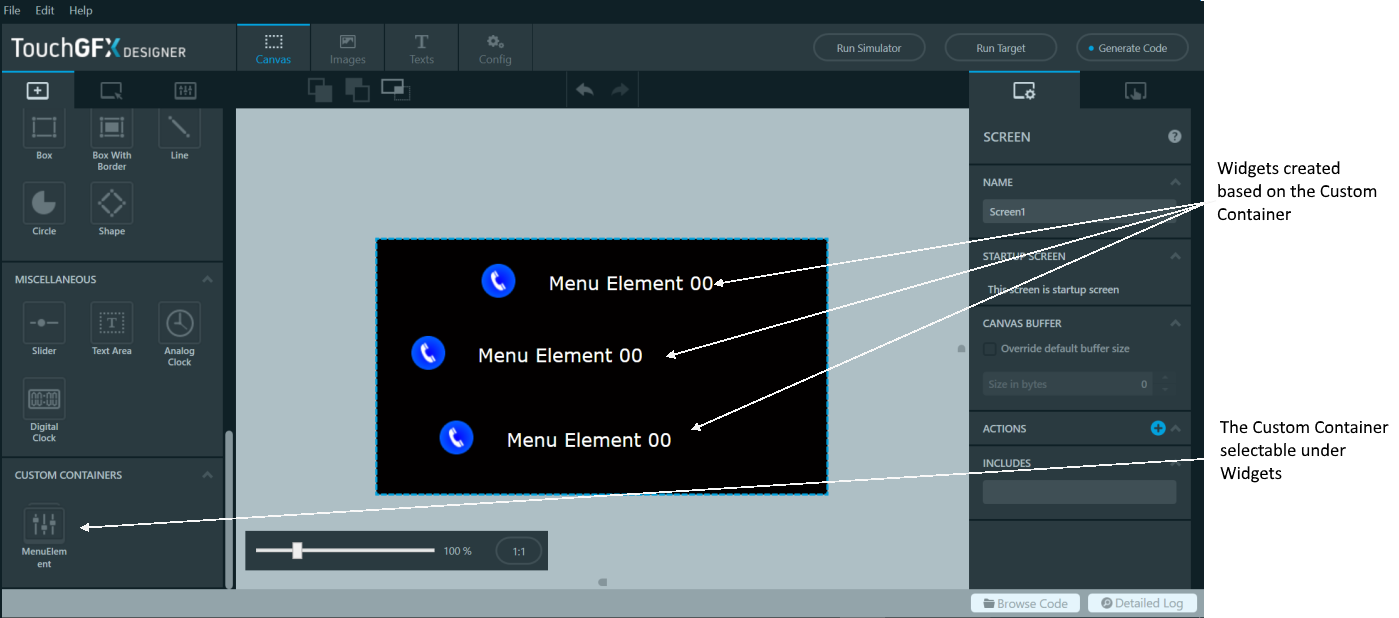 File Edit Help
TouchGFX DESIGNER
Canvas
Images
Texts
Config
Run Simulator
Run Target
Generate Code
Box
Box With
Border
Line
Circle
Shape
MISCELLANEOUS
Slider
Text Area
Analog
Clock
Digital
Clock
CUSTOM CONTAINERS
MenuElem
ent
Menu Element 00
Menu Element 00
Menu Element 00
100 %
1:1
SCREEN
NAME
Screen1
STARTUP SCREEN
This screen is startup screen
CANVAS BUFFER
Override default buffer size
Size in bytes 0
ACTIONS
INCLUDES
Browse Code
Detailed Log
Widgets created
based on the Custom
Container
The Custom Container
selectable under
Widgets